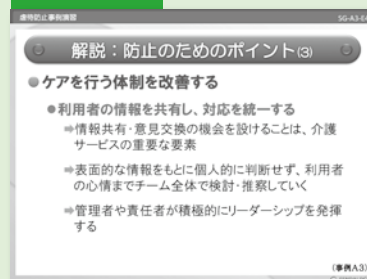 虐待防止事例演習 SG-A3-E4
解説：防止のためのポイント(3)
●ケアを行う体制を改善する
●利用者の情報を共有し、対応を統一する
⇒情報共有・意見交換の機会を設けることは、介護
サービスの重要な要素
⇒表面的な情報をもとに個人的に判断せず、利用者
の心情までチーム全体で検討・推察していく
⇒管理者や責任者が積極的にリーダーシップを発揮
する
(事例A3)